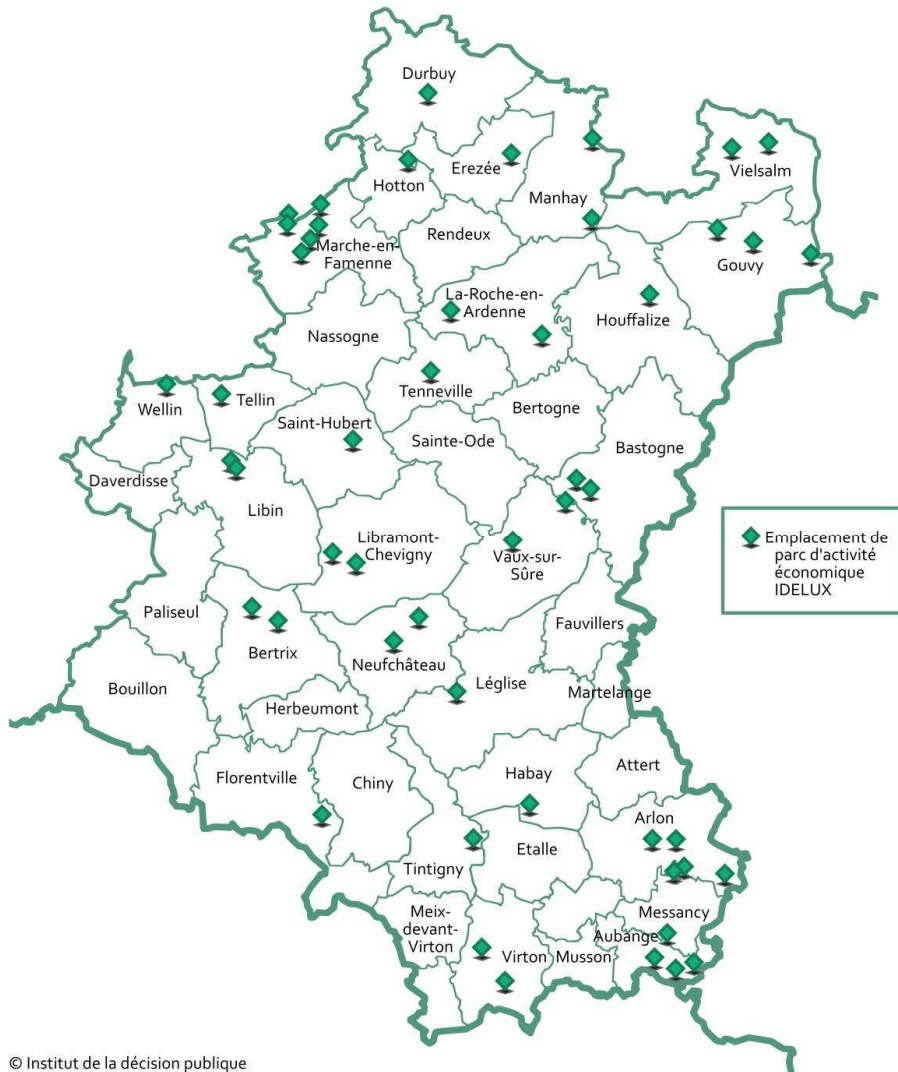 Durbuy
Vielsalm
Erezée
Hotton
Manhay
Rendeux
Marche-en-
Famenne
Gouvy
La-Roche-en-
Ardenne
Houffalize
Nassogne
Tenneville
Wellin
Tellin
Bertogne
Saint-Hubert
Sainte-Ode
Bastogne
Daverdisse
Libin
Libramont-
Chevigny
Vaux-sur-
Sûre
Emplacement de
parc d'activité
économique
IDELUX
Paliseul
Fauvillers
Bertrix
Neufchâteau
Bouillon
Léglise
Martelange
Herbeumont
Florentville
Chiny
Habay
Attert
Arlon
Etalle
Tintigny
Meix-
devant-
Virton
Messancy
Aubange
Virton
Musson
© Institut de la décision publique